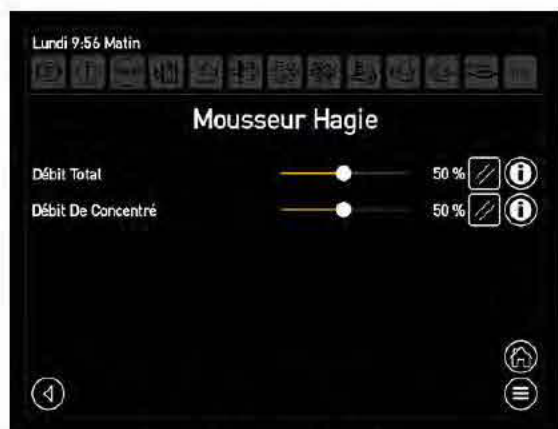 Lundi 9:56 Matin
Mousseur Hagie
Débit Total 50 %
Débit De Concentré 50 %